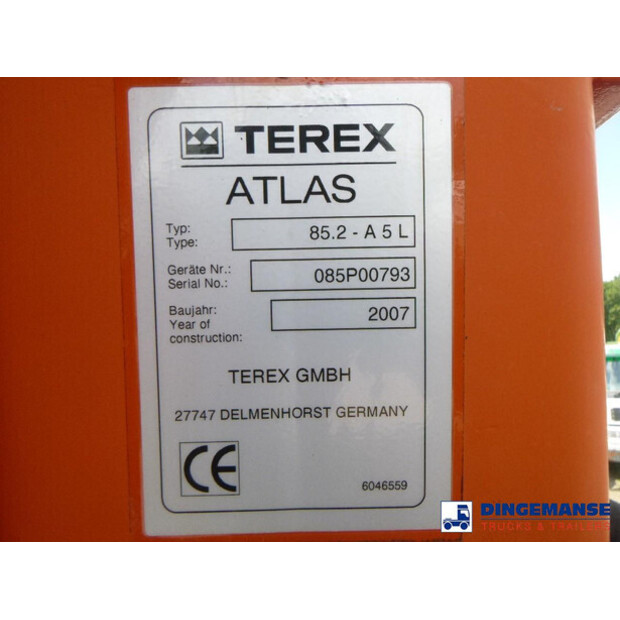 TEREX
ATLAS
Typ:
Type:
85.2 - A 5 L
Geräte Nr.:
Serial No.:
085P00793
Baujahr:
Year of
construction:
2007
TEREX GMBH
27747 DELMENHORST GERMANY
CE
6046559
DINGEMANSE
TRUCKS & TRAILERS